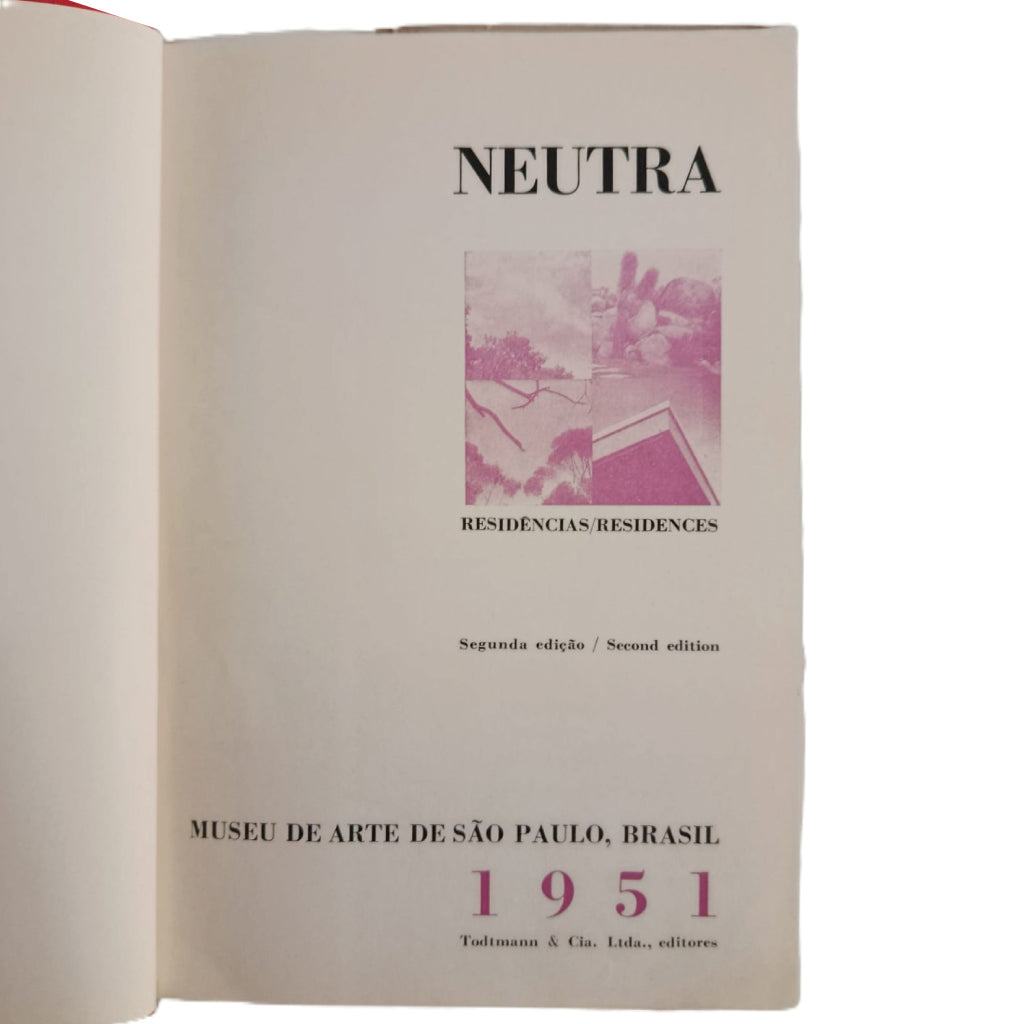 NEUTRA
RESIDÊNCIAS/RESIDENCES
Segunda edição / Second edition
MUSEU DE ARTE DE SÃO PAULO, BRASIL
1951
Todtmann & Cia. Ltda., editores